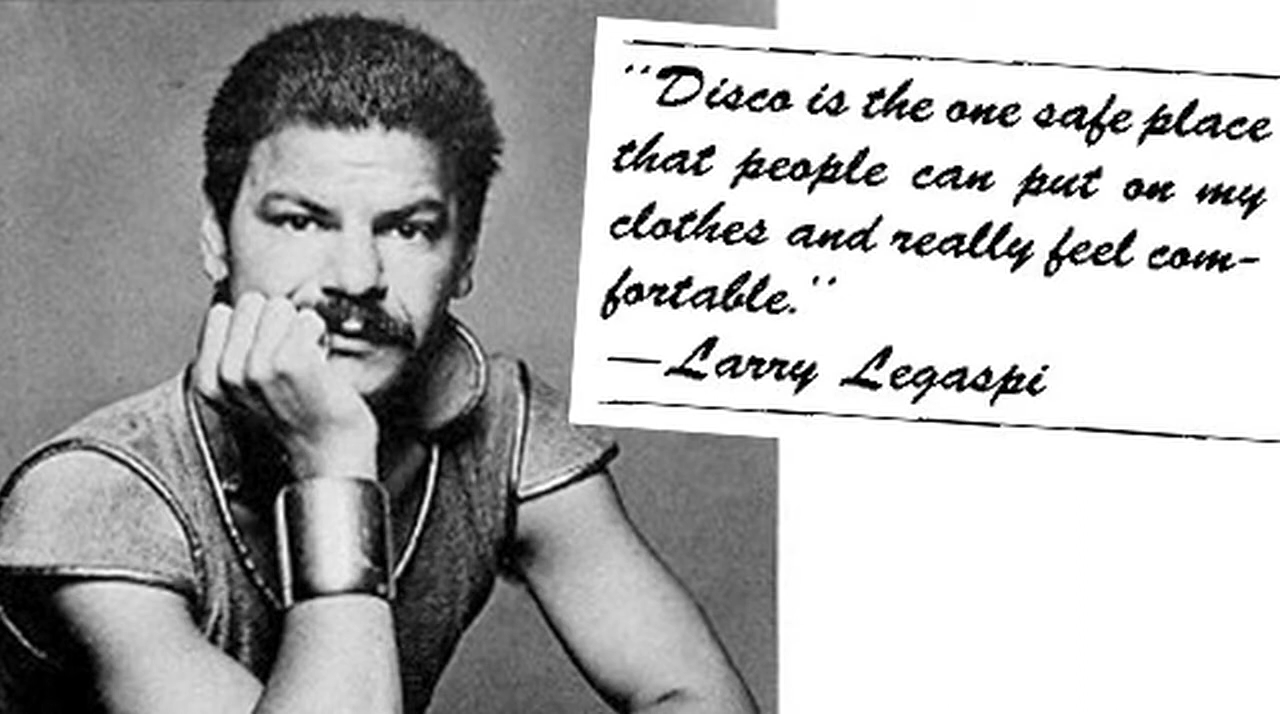 “Disco is the one safe place
that people can put on my
clothes and really feel com-
fortable.”
—Larry Legaspi